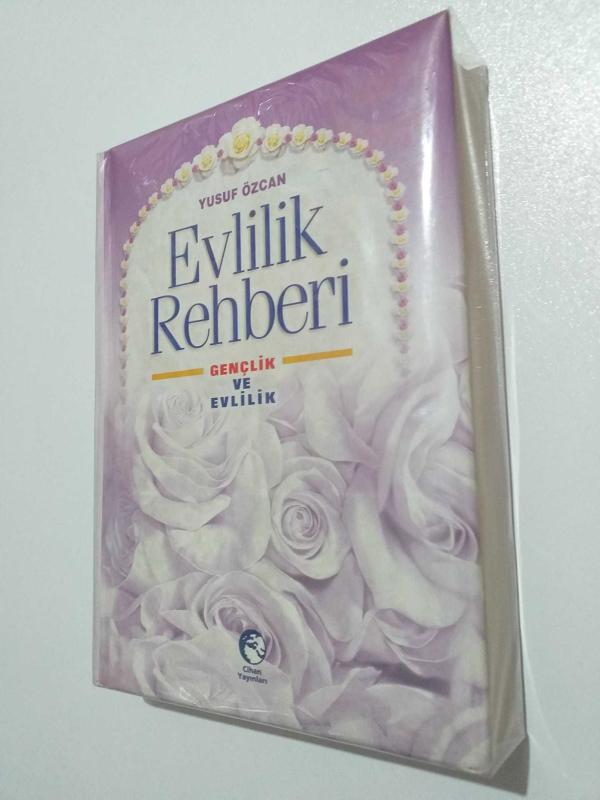 YUSUF ÖZCAN
Evlilik
Rehberi
GENÇLİK
VE
EVLİLİK
Cihan
Yayınları